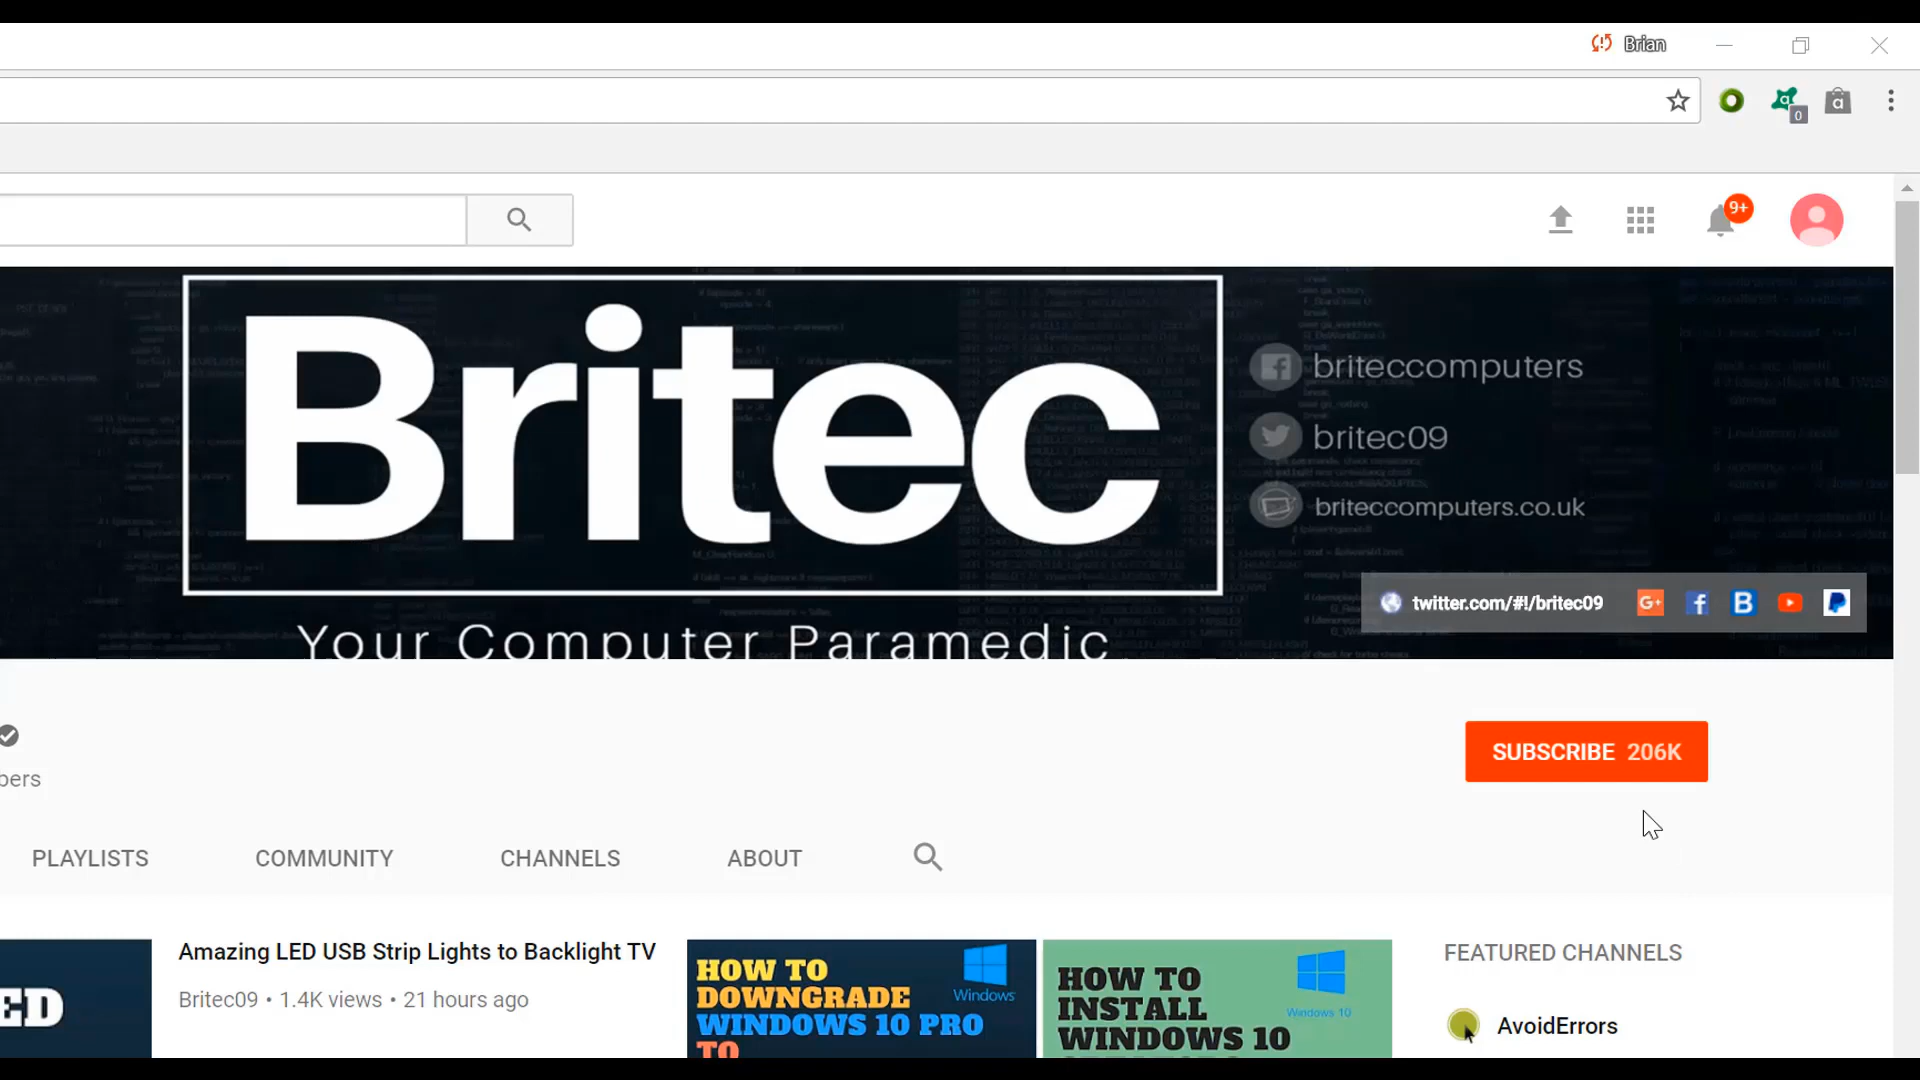 Brian
0
9+
Britec
briteccomputers
britec09
briteccomputers.co.uk
twitter.com/#!/britec09
Your Computer Paramedic
SUBSCRIBE 206K
bers
PLAYLISTS
COMMUNITY
CHANNELS
ABOUT
ED
Amazing LED USB Strip Lights to Backlight TV
Britec09 • 1.4K views • 21 hours ago
HOW TO
DOWNGRADE
WINDOWS 10 PRO
TO
Windows
HOW TO
INSTALL
WINDOWS 10
Windows 10
FEATURED CHANNELS
AvoidErrors